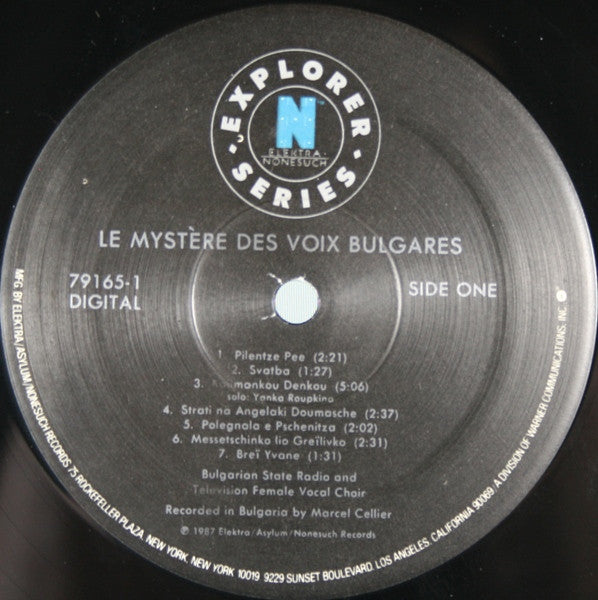 EXPLORER
N
ELEKTRA·
NONESUCH
SERIES
LE MYSTÈRE DES VOIX BULGARES
79165-1
DIGITAL
SIDE ONE
1. Pilentze Pee (2:21)
2. Svatba (1:27)
3. Kalimankou Denkou (5:06)
solo: Yanka Roupkina
4. Strati na Angelaki Doumasche (2:37)
5. Polegnala e Pschenitza (2:02)
6. Messetschinko lio Greïlivko (2:31)
7. Breï Yvane (1:31)
Bulgarian State Radio and
Television Female Vocal Choir
Recorded in Bulgaria by Marcel Cellier
℗ 1987 Elektra/Asylum/Nonesuch Records
MFG. BY ELEKTRA/ASYLUM/NONESUCH RECORDS 75 ROCKEFELLER PLAZA, NEW YORK, NEW YORK 10019 9229 SUNSET BOULEVARD, LOS ANGELES, CALIFORNIA 90069. A DIVISION OF WARNER COMMUNICATIONS, INC.